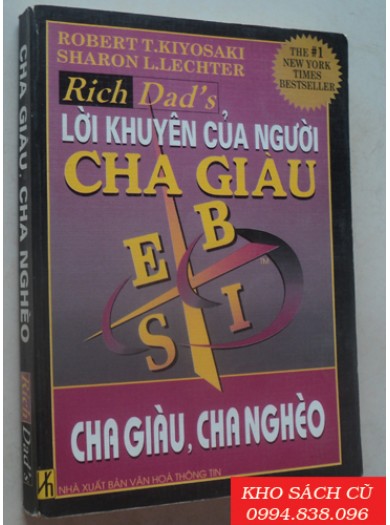 ROBERT T.KIYOSAKI
SHARON L.LECHTER
THE #1
NEW YORK
TIMES
BESTSELLER
Rich Dad's
LỜI KHUYÊN CỦA NGƯỜI
CHA GIÀU
E B
S I
CHA GIÀU, CHA NGHÈO
NHÀ XUẤT BẢN VĂN HOÁ THÔNG TIN
CHA GIÀU, CHA NGHÈO
Rich Dad's
KHO SÁCH CŨ
0994.838.096